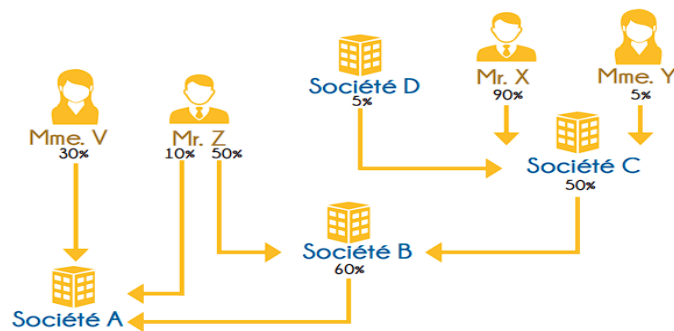 Mme. V
30%
Mr. Z
10% 50%
Société D
5%
Mr. X
90%
Mme. Y
5%
Société C
50%
Société B
60%
Société A